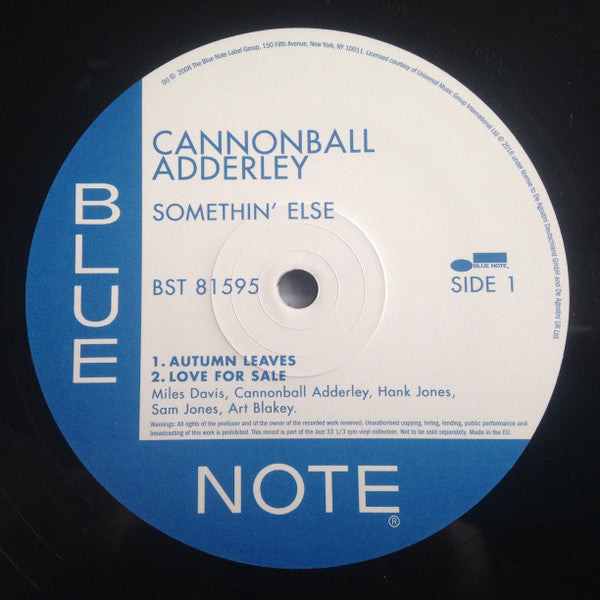 (p) © 2008 The Blue Note Label Group, 150 Fifth Avenue, New York, NY 10011. Licensed courtesy of Universal Music Group International Ltd © 2016 under license to De Agostini Deutschland GmbH and De Agostini UK Ltd.
CANNONBALL
ADDERLEY
SOMETHIN' ELSE
BLUE NOTE
BST 81595
SIDE 1
1. AUTUMN LEAVES
2. LOVE FOR SALE
Miles Davis, Cannonball Adderley, Hank Jones,
Sam Jones, Art Blakey.
Warnings: All rights of the producer and of the owner of the recorded work reserved. Unauthorised copying, hiring, lending, public performance and
broadcasting of this work is prohibited. This record is part of the Jazz 33 1/3 rpm vinyl collection. Not to be sold separately. Made in the EU.
BLUE
NOTE®